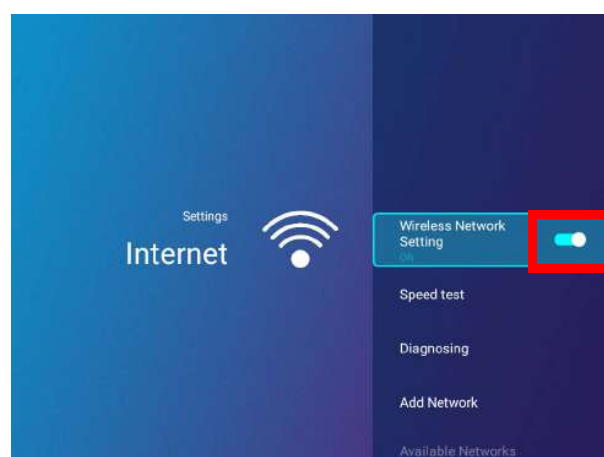 Settings
Internet
Wireless Network
Setting
On
Speed test
Diagnosing
Add Network
Available Networks